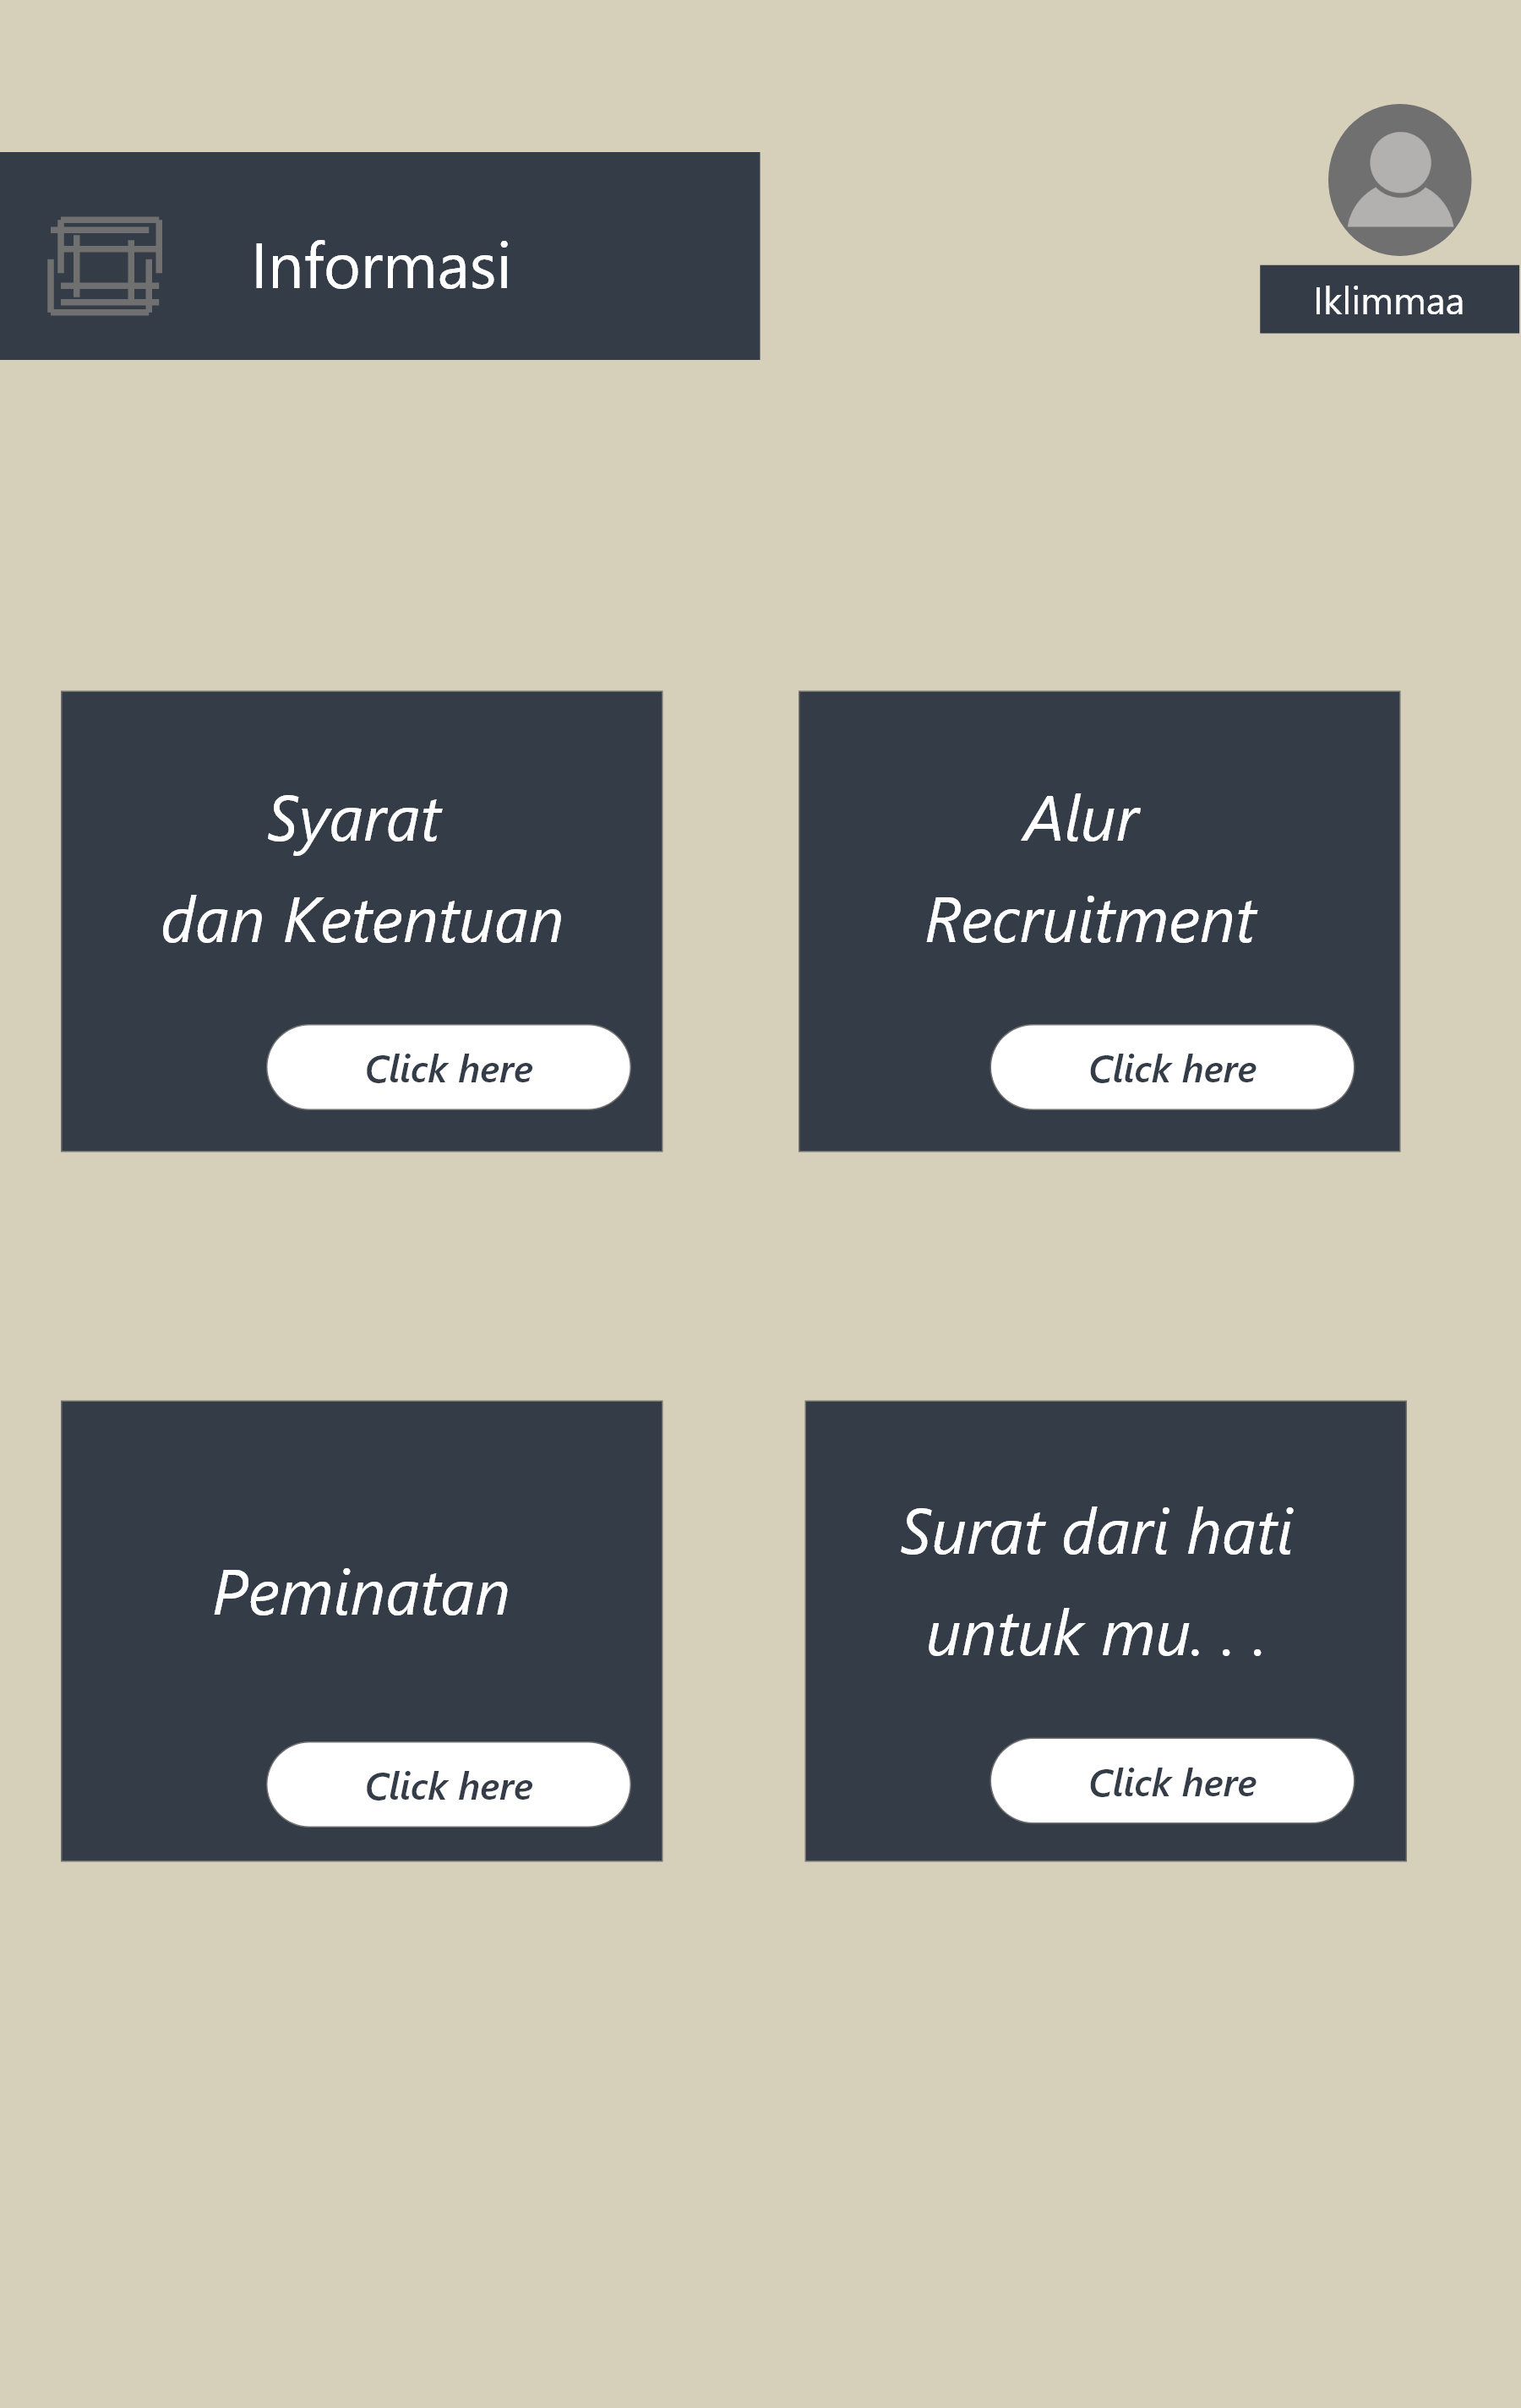 Informasi
Iklimmaa
Syarat
dan Ketentuan
Click here
Alur
Recruitment
Click here
Peminatan
Click here
Surat dari hati
untuk mu. . .
Click here